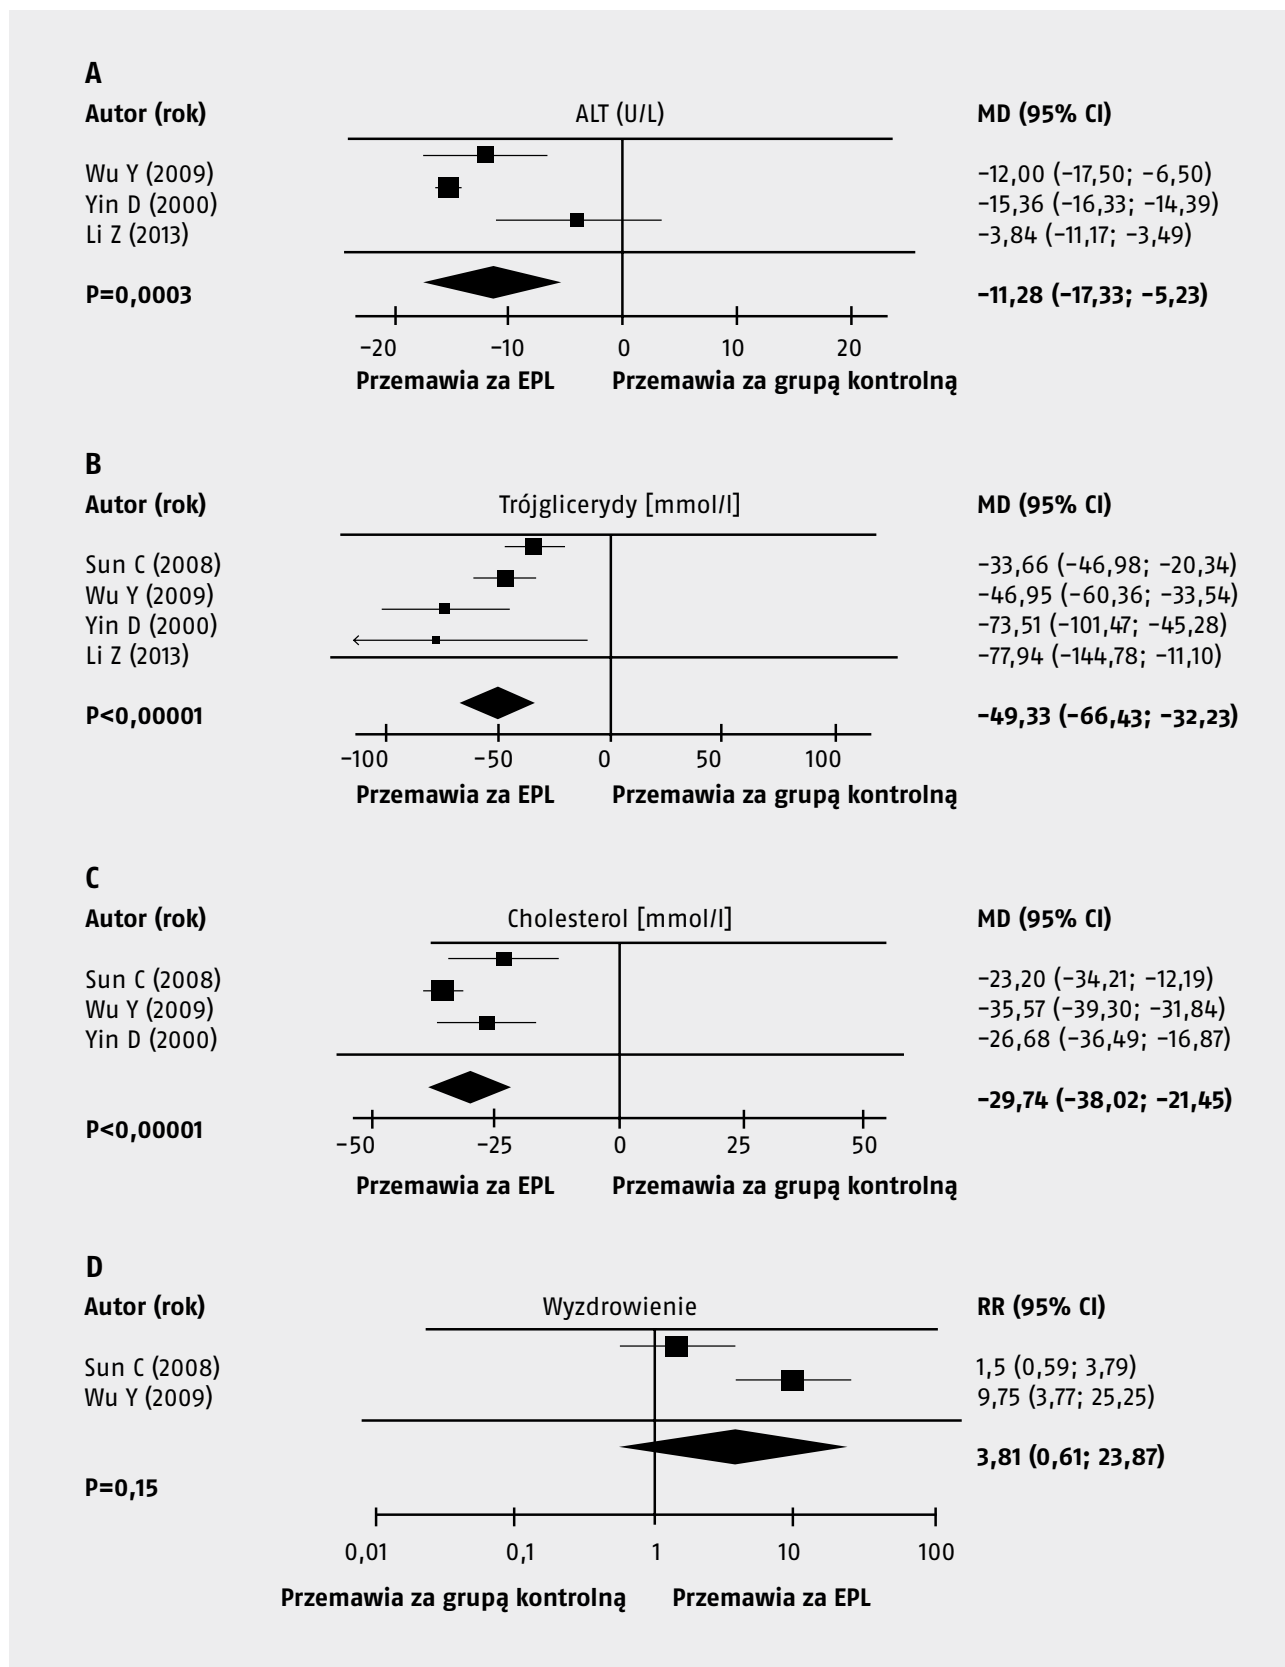 A
Autor (rok) ALT (U/L) MD (95% CI)
Wu Y (2009) −12,00 (−17,50; −6,50)
Yin D (2000) −15,36 (−16,33; −14,39)
Li Z (2013) −3,84 (−11,17; −3,49)
P=0,0003 −11,28 (−17,33; −5,23)
−20 −10 0 10 20
Przemawia za EPL Przemawia za grupą kontrolną
B
Autor (rok) Trójglicerydy [mmol/l] MD (95% CI)
Sun C (2008) −33,66 (−46,98; −20,34)
Wu Y (2009) −46,95 (−60,36; −33,54)
Yin D (2000) −73,51 (−101,47; −45,28)
Li Z (2013) −77,94 (−144,78; −11,10)
P<0,00001 −49,33 (−66,43; −32,23)
−100 −50 0 50 100
Przemawia za EPL Przemawia za grupą kontrolną
C
Autor (rok) Cholesterol [mmol/l] MD (95% CI)
Sun C (2008) −23,20 (−34,21; −12,19)
Wu Y (2009) −35,57 (−39,30; −31,84)
Yin D (2000) −26,68 (−36,49; −16,87)
−29,74 (−38,02; −21,45)
P<0,00001
−50 −25 0 25 50
Przemawia za EPL Przemawia za grupą kontrolną
D
Autor (rok) Wyzdrowienie RR (95% CI)
Sun C (2008) 1,5 (0,59; 3,79)
Wu Y (2009) 9,75 (3,77; 25,25)
3,81 (0,61; 23,87)
P=0,15
0,01 0,1 1 10 100
Przemawia za grupą kontrolną Przemawia za EPL